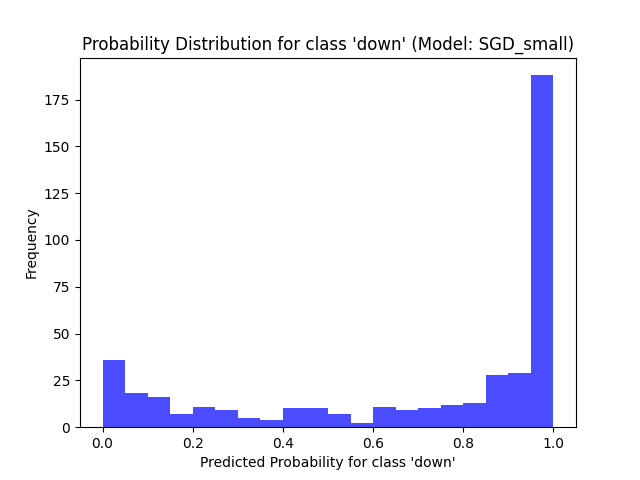 Probability Distribution for class 'down' (Model: SGD_small)
175
150
125
100
75
50
25
0
Frequency
0.0 0.2 0.4 0.6 0.8 1.0
Predicted Probability for class 'down'